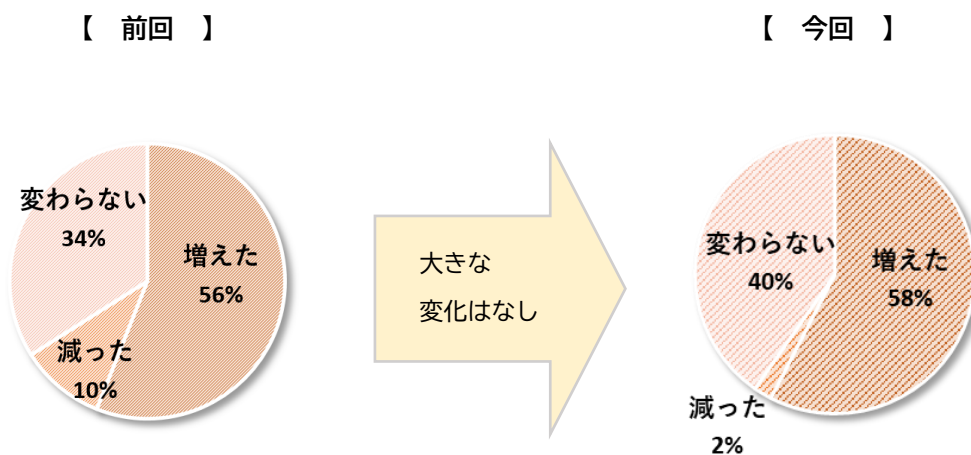 【 前回 】
【 今回 】
変わらない
34%
増えた
56%
減った
10%
大きな
変化はなし
変わらない
40%
増えた
58%
減った
2%